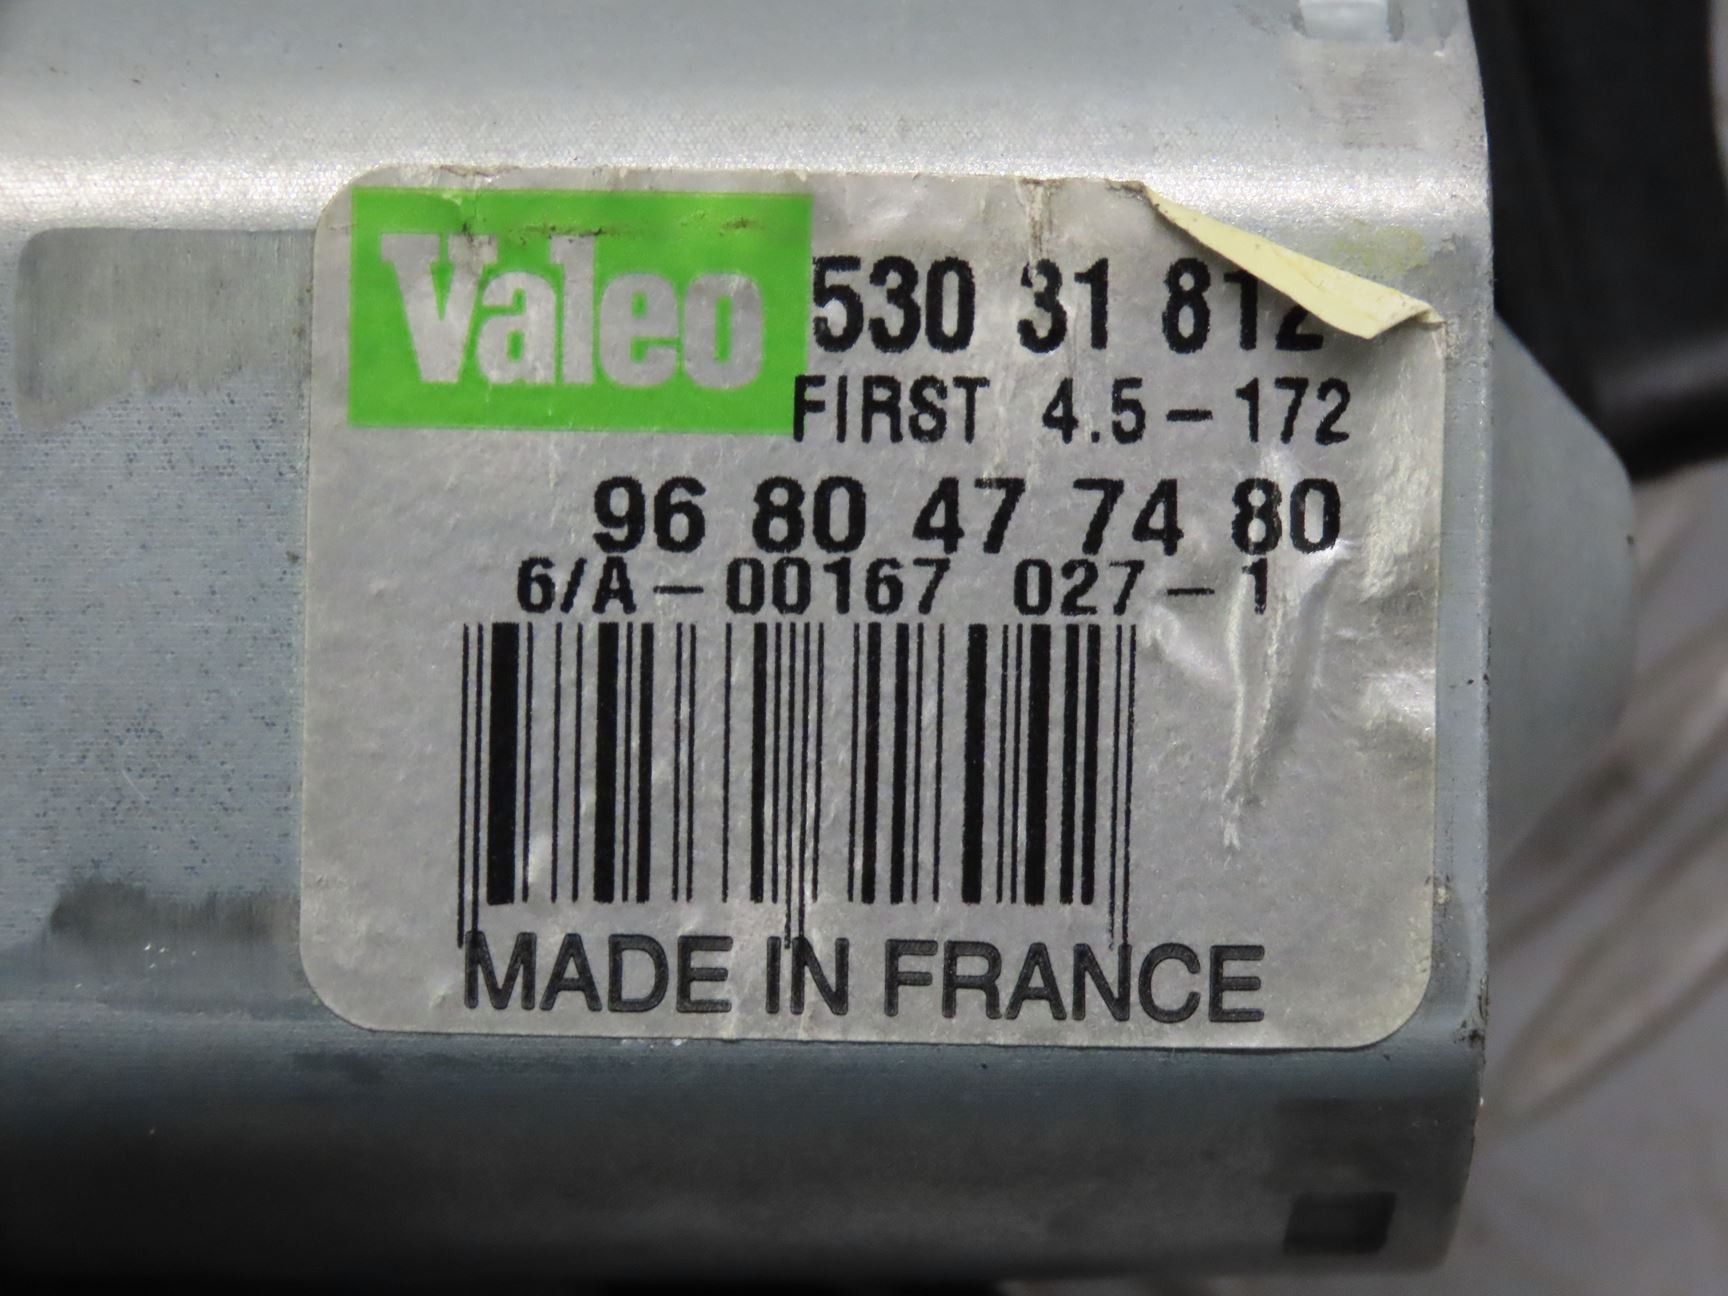 Valeo
530 31 812
FIRST 4.5-172
96 80 47 74 80
6/A-00167 027-1
MADE IN FRANCE